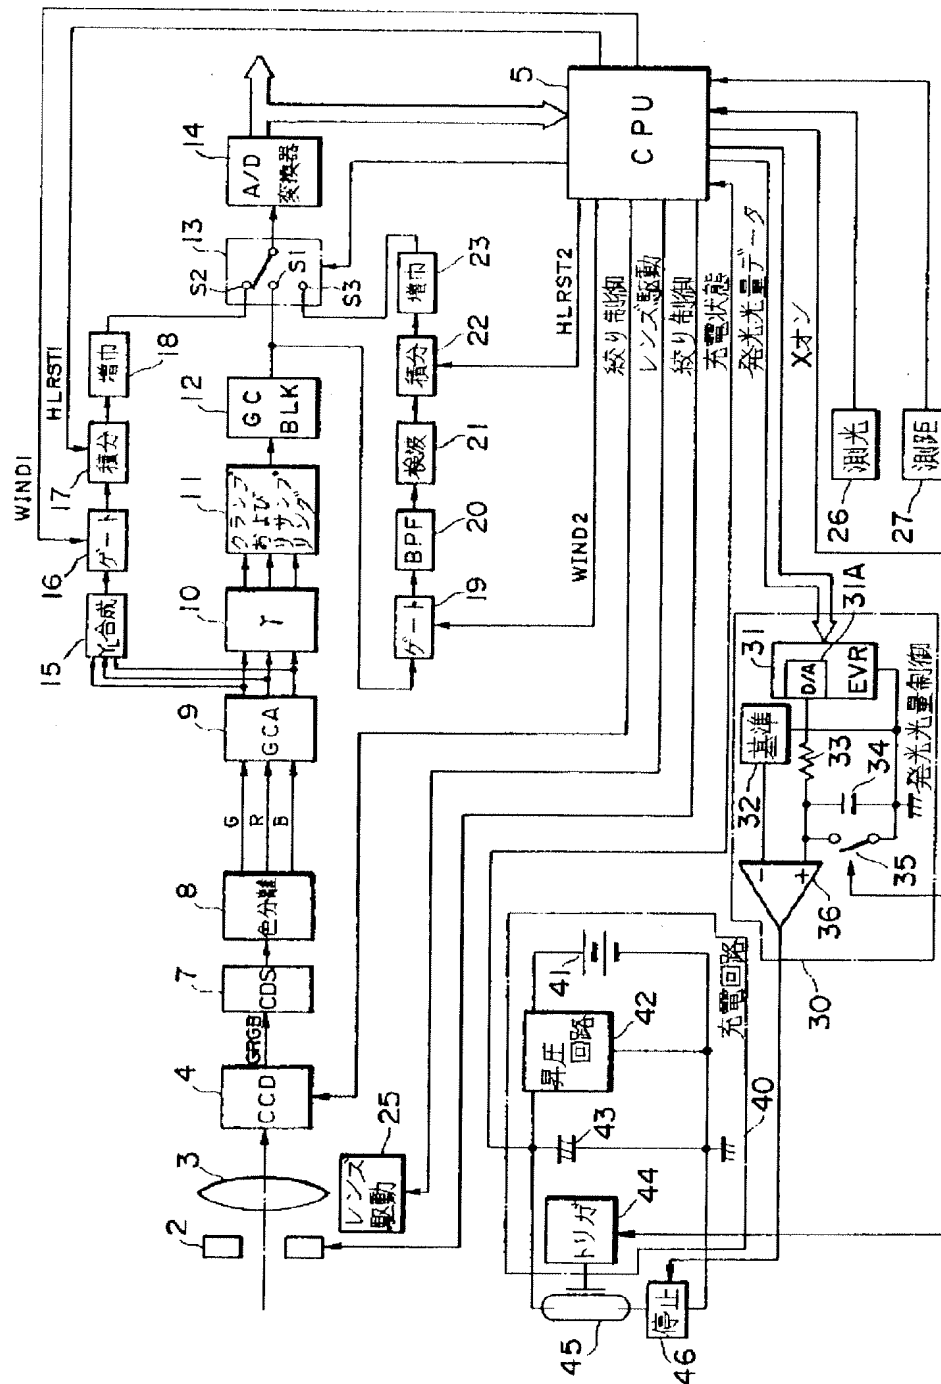 WIND1
HLRST1
15
Y_L合成
16
ゲート
17
積分
18
増巾
2
3
4
CCD
GRGB
7
CDS
8
色分離
G
R
B
9
GCA
10
γ
11
クランプ
および
リサンプ
リング
12
GC
BLK
13
S2
S1
S3
14
A/D
変換器
5
CPU
19
ゲート
20
BPF
21
検波
22
積分
23
増巾
WIND2
HLRST2
絞り制御
レンズ駆動
絞り制御
充電状態
発光光量データ
Xオン
25
レンズ
駆動
26
測光
27
測距
30
31
31A
D/A
EVR
32
基準
33
34
35
36
発光光量制御
40
充電回路
41
42
昇圧
回路
43
44
トリガ
45
46
停止